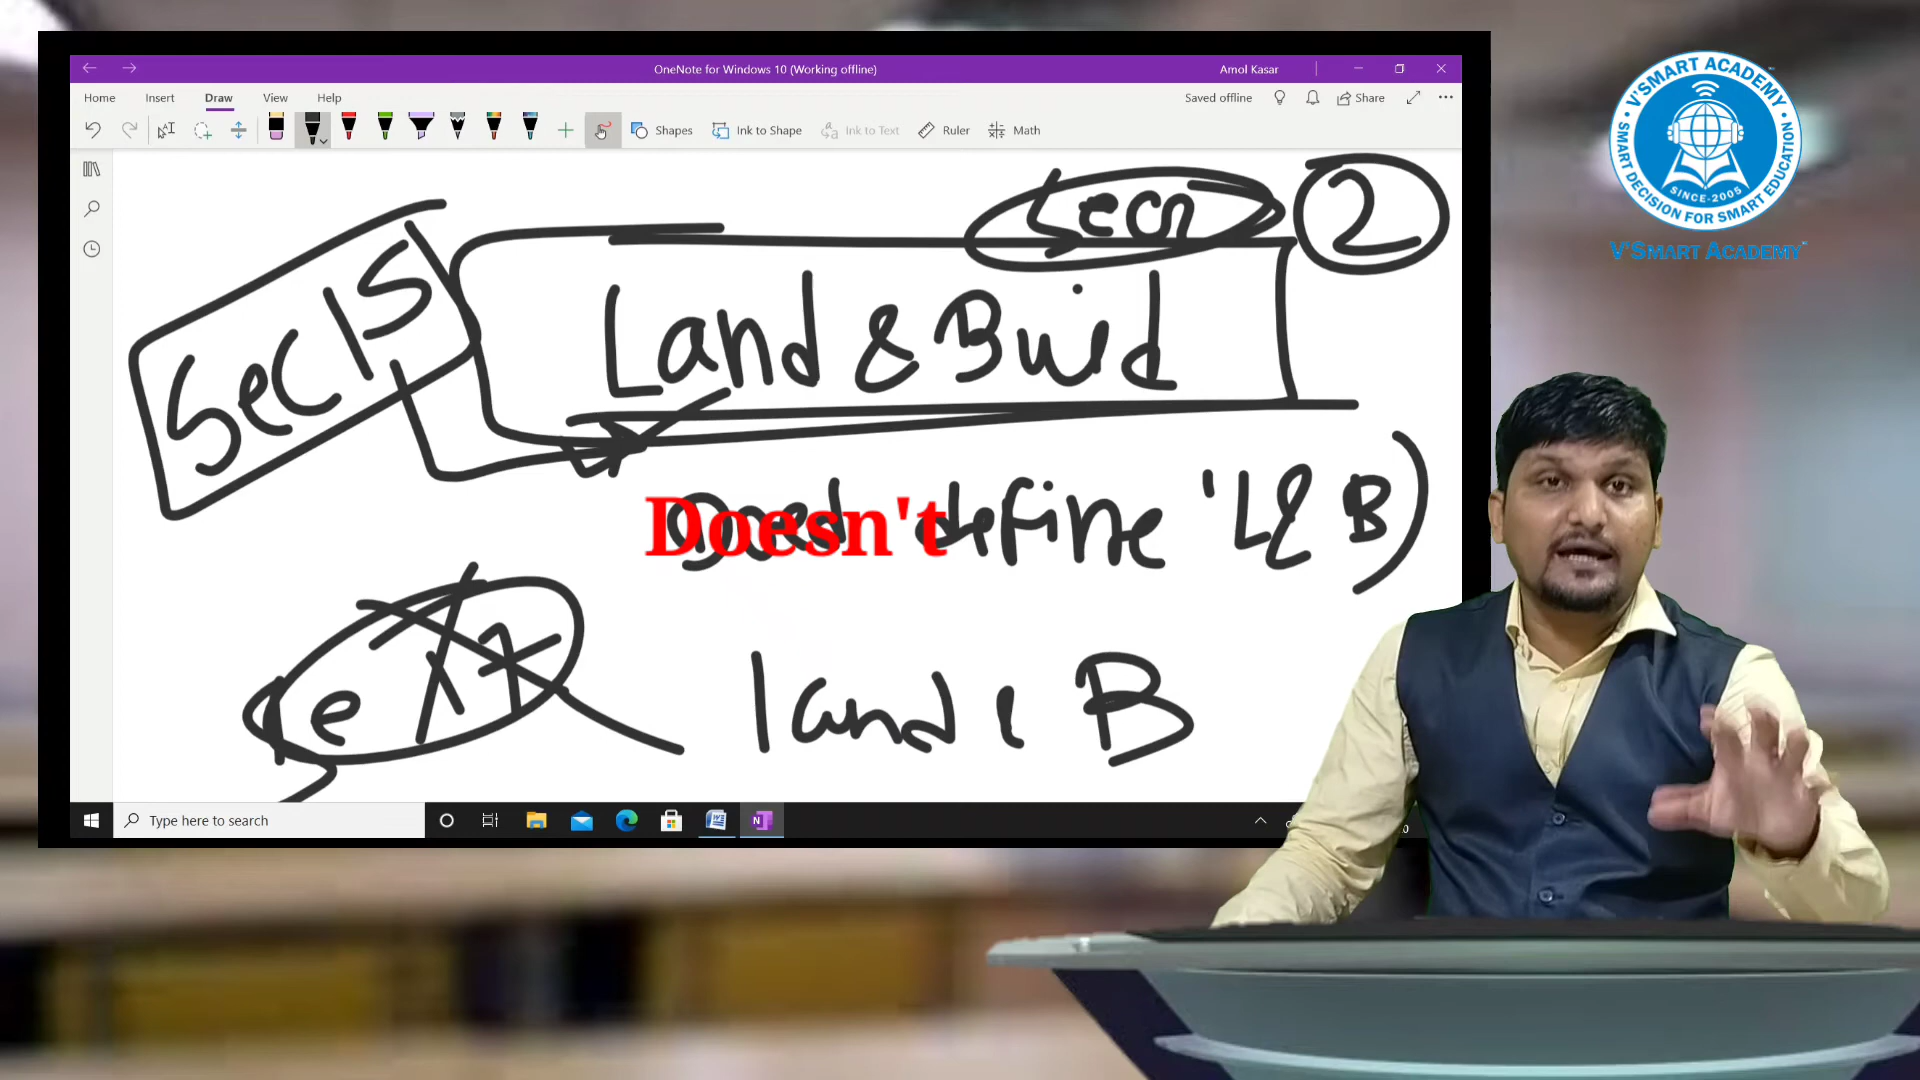 OneNote for Windows 10 (Working offline)
Amol Kasar
Home Insert Draw View Help
Saved offline
Share
Shapes
Ink to Shape
Ink to Text
Ruler
Math
Secn 2
Sec 15
Land & Buid
Doesn't define 'L& B)
land & B
Type here to search
V'SMART ACADEMY
SMART DECISION FOR SMART EDUCATION
SINCE-2005
V'SMART ACADEMY